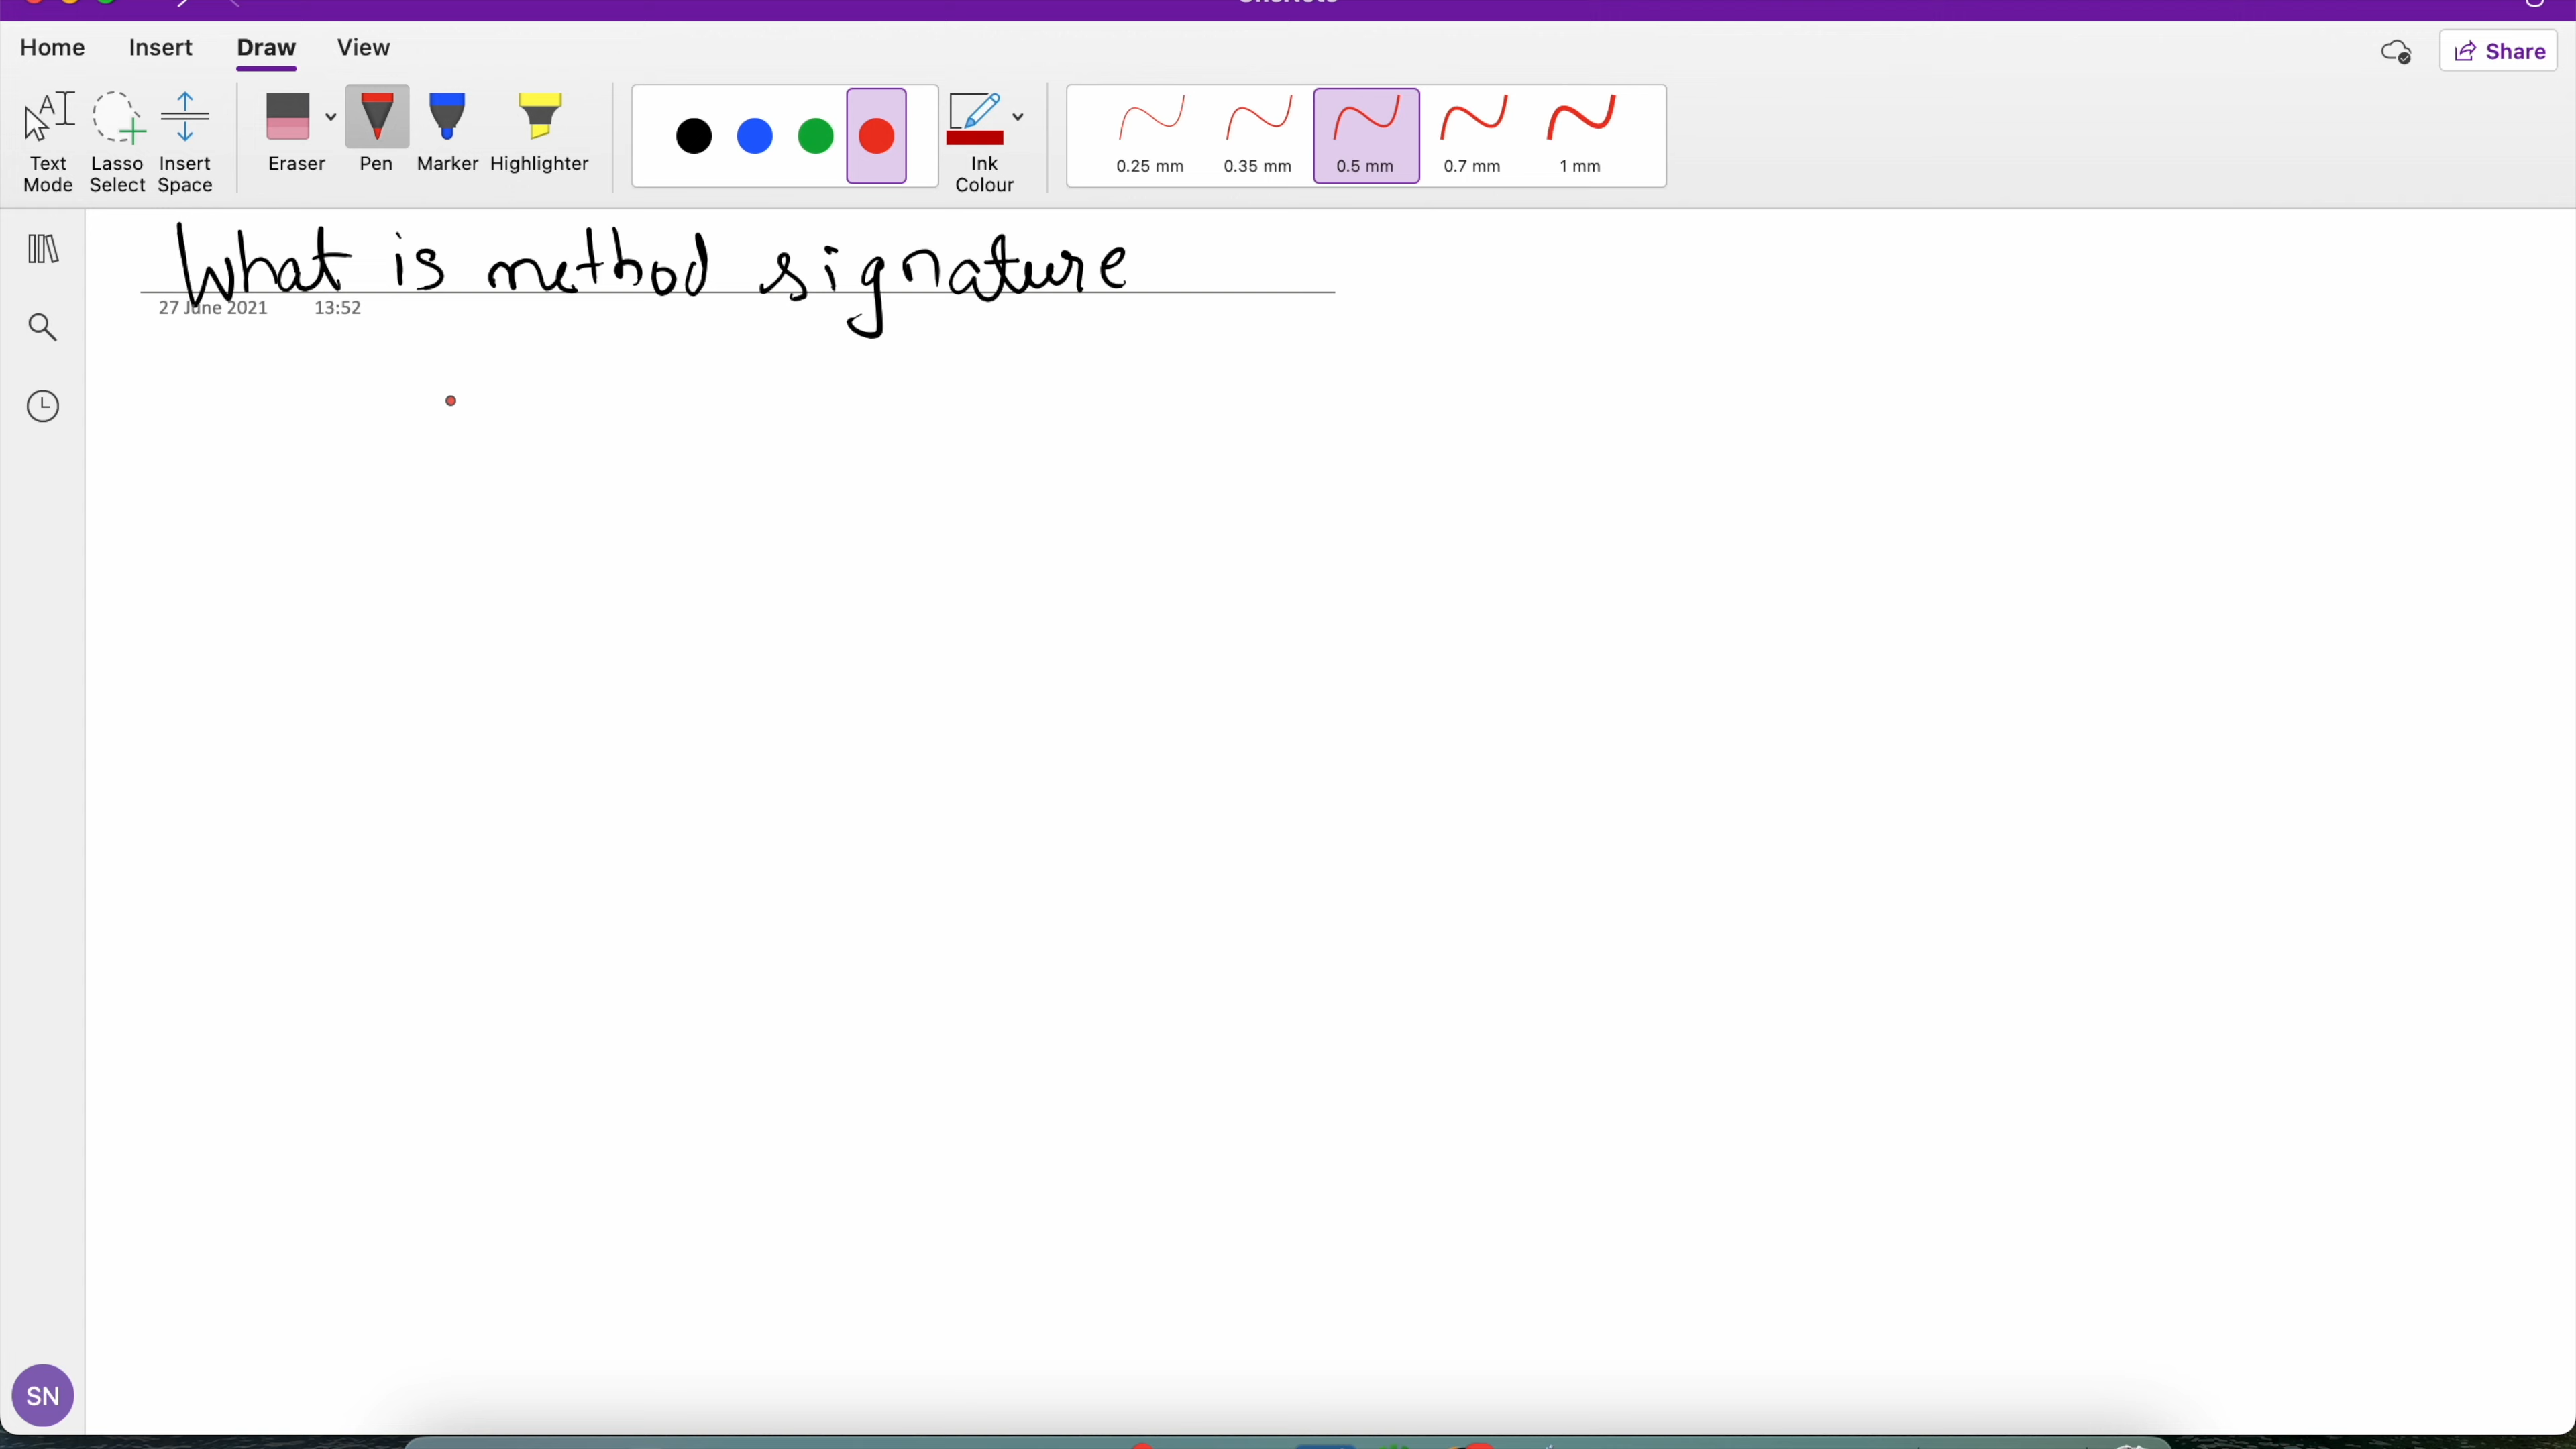 Home Insert Draw View Share
Text Mode Lasso Select Insert Space Eraser Pen Marker Highlighter Ink Colour 0.25 mm 0.35 mm 0.5 mm 0.7 mm 1 mm
What is method signature
27 June 2021 13:52
SN